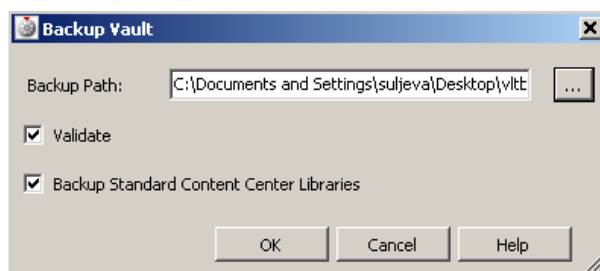 Backup Vault
Backup Path: C:\Documents and Settings\suljeva\Desktop\vltb ...
Validate
Backup Standard Content Center Libraries
OK Cancel Help